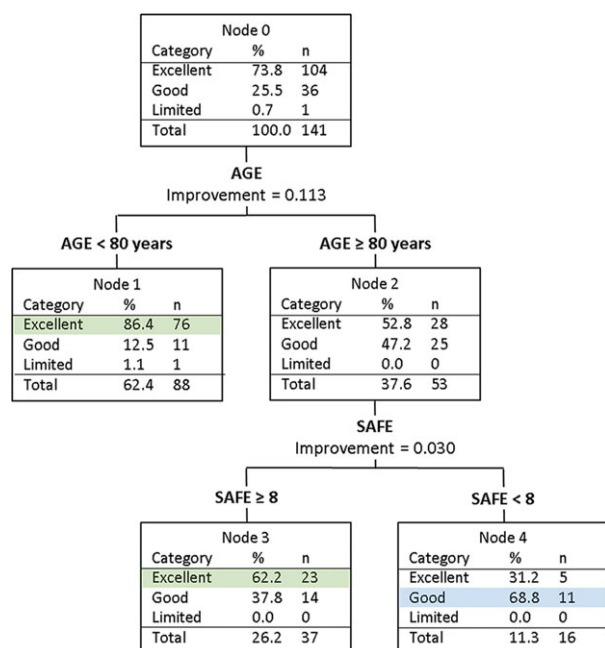 Node 0
Category % n
Excellent 73.8 104
Good 25.5 36
Limited 0.7 1
Total 100.0 141
AGE
Improvement = 0.113
AGE < 80 years
Node 1
Category % n
Excellent 86.4 76
Good 12.5 11
Limited 1.1 1
Total 62.4 88
AGE ≥ 80 years
Node 2
Category % n
Excellent 52.8 28
Good 47.2 25
Limited 0.0 0
Total 37.6 53
SAFE
Improvement = 0.030
SAFE ≥ 8
Node 3
Category % n
Excellent 62.2 23
Good 37.8 14
Limited 0.0 0
Total 26.2 37
SAFE < 8
Node 4
Category % n
Excellent 31.2 5
Good 68.8 11
Limited 0.0 0
Total 11.3 16